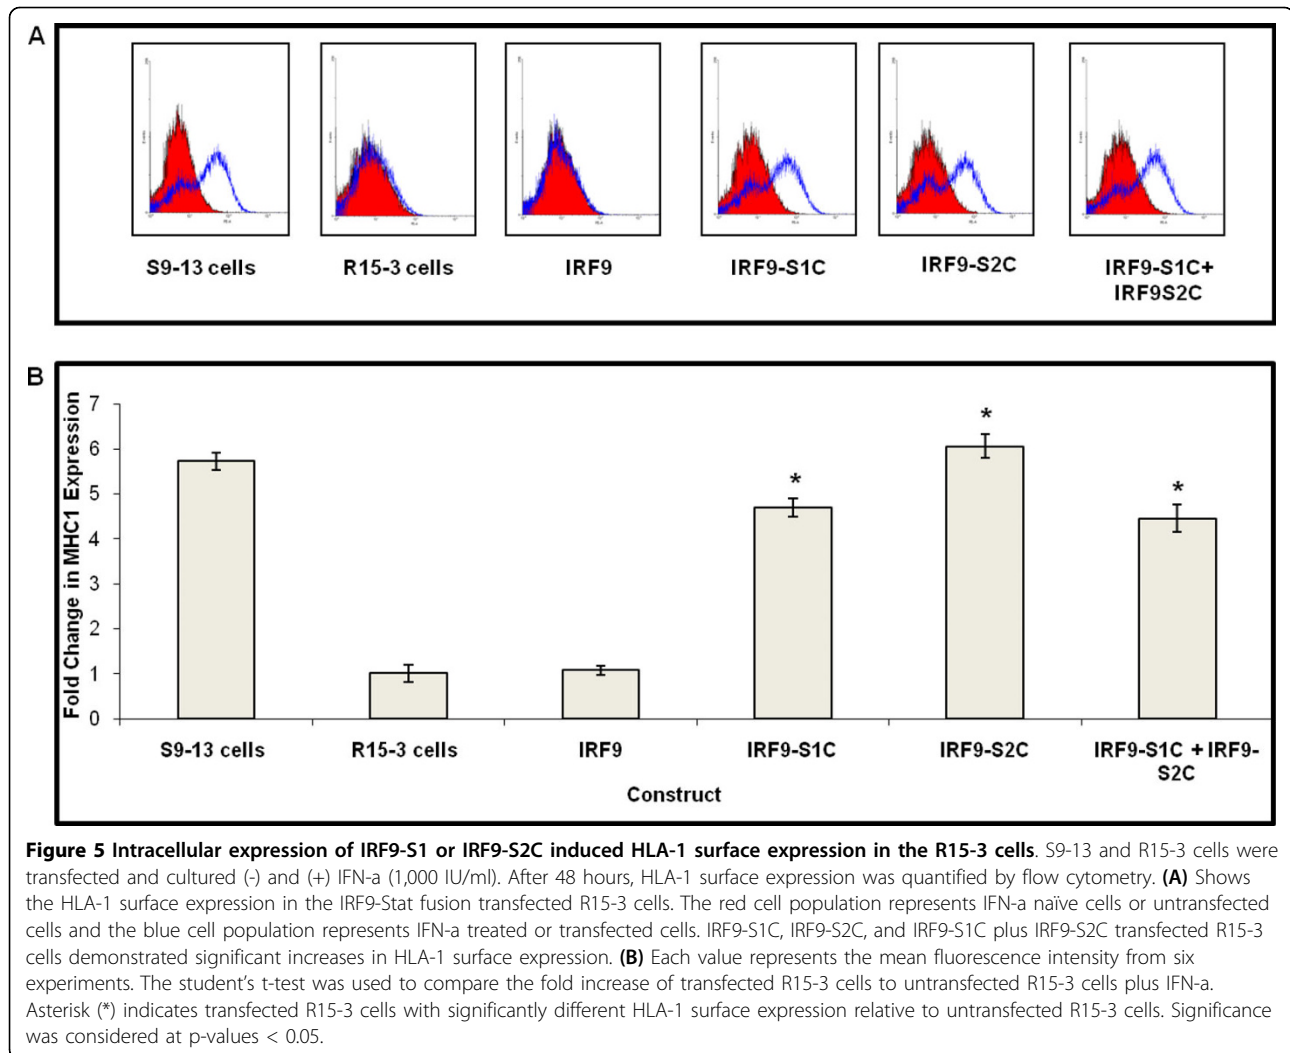 A
S9-13 cells
R15-3 cells
IRF9
IRF9-S1C
IRF9-S2C
IRF9-S1C+
IRF9S2C
B
Fold Change in MHC1 Expression
7
6
5
4
3
2
1
0
*
*
*
S9-13 cells
R15-3 cells
IRF9
IRF9-S1C
IRF9-S2C
IRF9-S1C + IRF9-
S2C
Construct
Figure 5 Intracellular expression of IRF9-S1 or IRF9-S2C induced HLA-1 surface expression in the R15-3 cells. S9-13 and R15-3 cells were
transfected and cultured (-) and (+) IFN-a (1,000 IU/ml). After 48 hours, HLA-1 surface expression was quantified by flow cytometry. (A) Shows
the HLA-1 surface expression in the IRF9-Stat fusion transfected R15-3 cells. The red cell population represents IFN-a naïve cells or untransfected
cells and the blue cell population represents IFN-a treated or transfected cells. IRF9-S1C, IRF9-S2C, and IRF9-S1C plus IRF9-S2C transfected R15-3
cells demonstrated significant increases in HLA-1 surface expression. (B) Each value represents the mean fluorescence intensity from six
experiments. The student's t-test was used to compare the fold increase of transfected R15-3 cells to untransfected R15-3 cells plus IFN-a.
Asterisk (*) indicates transfected R15-3 cells with significantly different HLA-1 surface expression relative to untransfected R15-3 cells. Significance
was considered at p-values < 0.05.